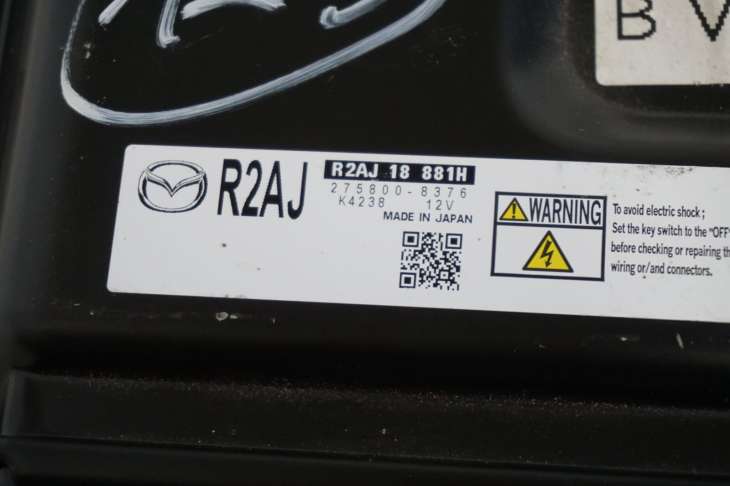 B V
R2AJ
R2AJ 18 881H
275800-8376
K4238 12V
MADE IN JAPAN
WARNING
To avoid electric shock;
Set the key switch to the "OFF"
before checking or repairing th
wiring or/and connectors.